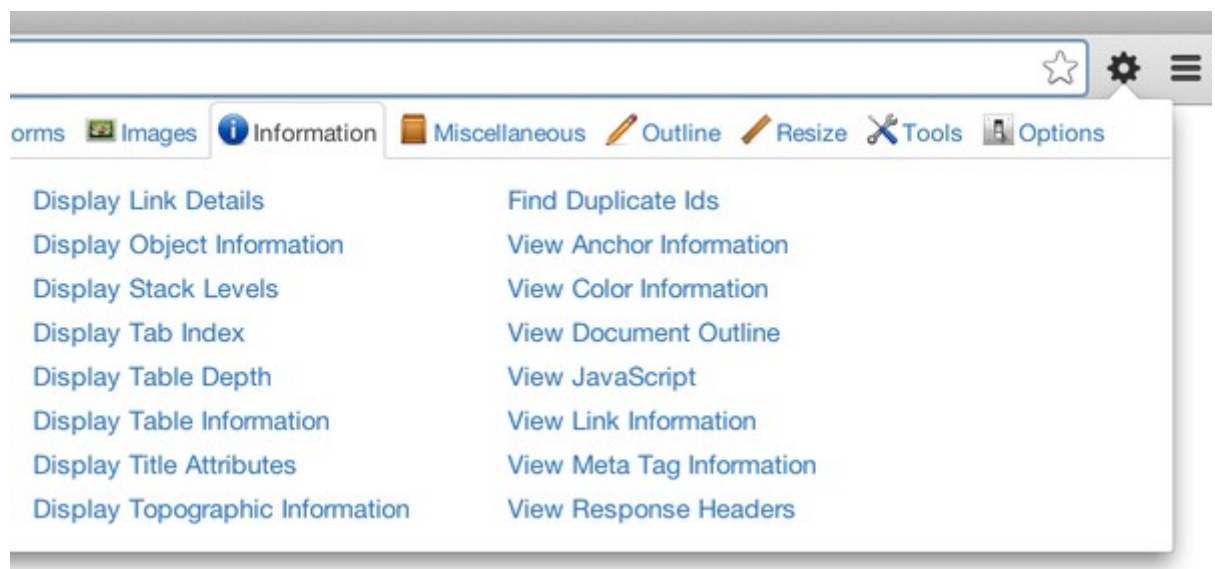 orms Images Information Miscellaneous Outline Resize Tools Options
Display Link Details
Display Object Information
Display Stack Levels
Display Tab Index
Display Table Depth
Display Table Information
Display Title Attributes
Display Topographic Information
Find Duplicate Ids
View Anchor Information
View Color Information
View Document Outline
View JavaScript
View Link Information
View Meta Tag Information
View Response Headers